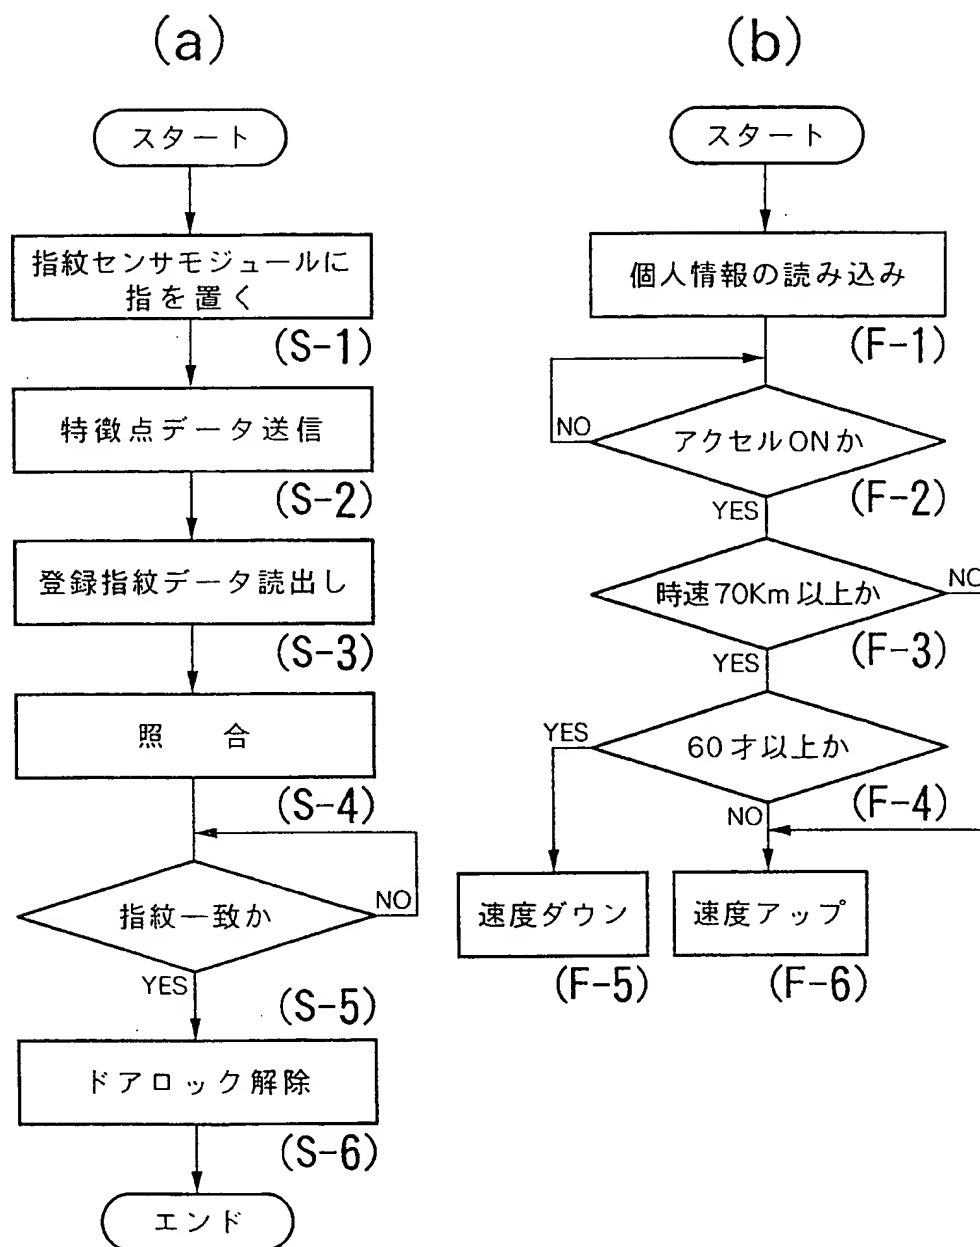 (a)
スタート
指紋センサモジュールに
指を置く
(S-1)
特徴点データ送信
(S-2)
登録指紋データ読出し
(S-3)
照　合
(S-4)
指紋一致か
NO
YES
(S-5)
ドアロック解除
(S-6)
エンド
(b)
スタート
個人情報の読み込み
(F-1)
アクセルONか
NO
(F-2)
YES
時速70Km以上か
NO
(F-3)
YES
60才以上か
YES
(F-4)
NO
速度ダウン
(F-5)
速度アップ
(F-6)